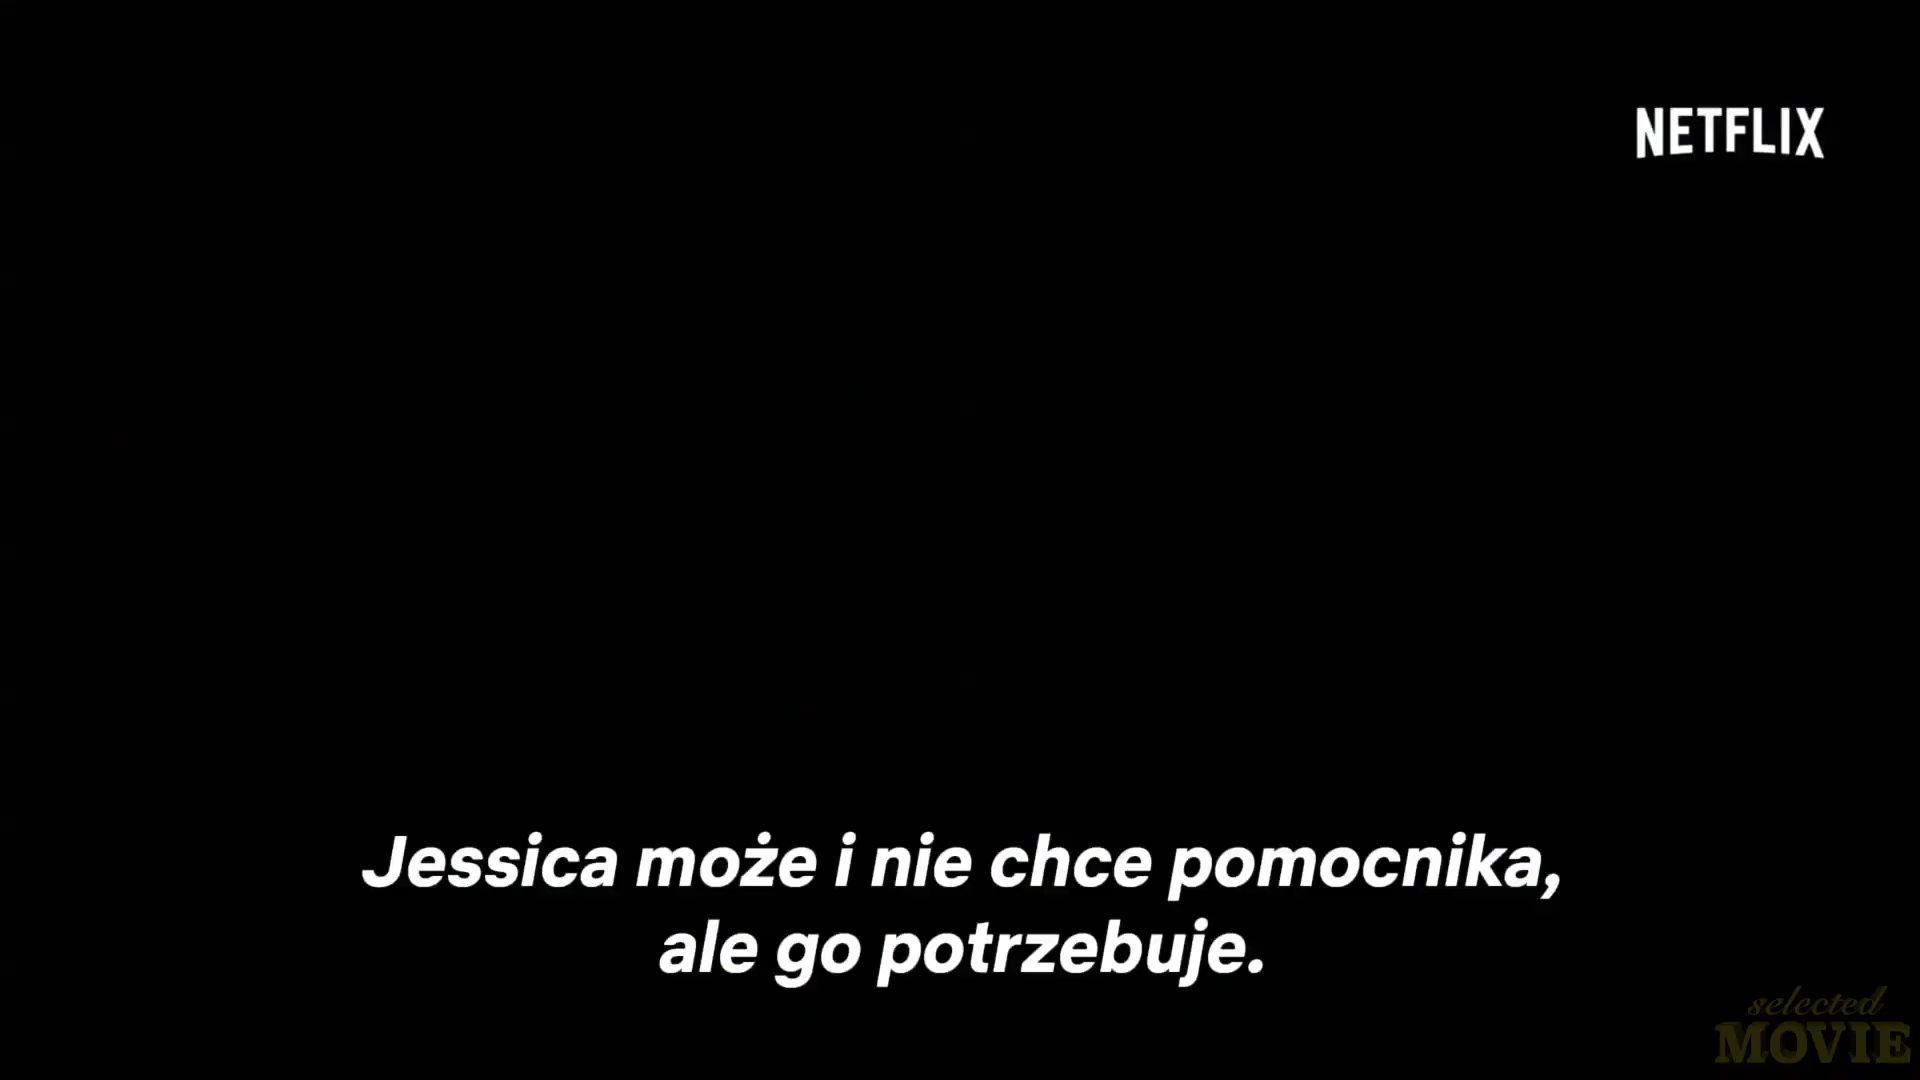 NETFLIX
Jessica może i nie chce pomocnika,
ale go potrzebuje.
selected
MOVIE